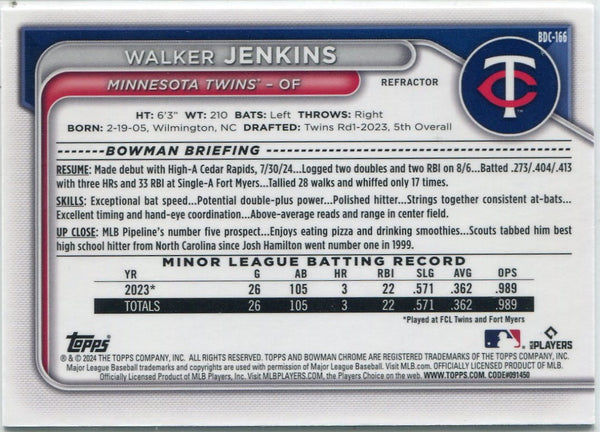 BDC-166
WALKER JENKINS
MINNESOTA TWINS™ – OF
REFRACTOR
TC
HT: 6'3" WT: 210 BATS: Left THROWS: Right
BORN: 2-19-05, Wilmington, NC DRAFTED: Twins Rd1-2023, 5th Overall
BOWMAN BRIEFING
RESUME: Made debut with High-A Cedar Rapids, 7/30/24...Logged two doubles and two RBI on 8/6...Batted .273/.404/.413
with three HRs and 33 RBI at Single-A Fort Myers...Tallied 28 walks and whiffed only 17 times.
SKILLS: Exceptional bat speed...Potential double-plus power...Polished hitter...Strings together consistent at-bats...
Excellent timing and hand-eye coordination...Above-average reads and range in center field.
UP CLOSE: MLB Pipeline's number five prospect...Enjoys eating pizza and drinking smoothies...Scouts tabbed him best
high school hitter from North Carolina since Josh Hamilton went number one in 1999.
MINOR LEAGUE BATTING RECORD
YR G AB HR RBI SLG AVG OPS
2023* 26 105 3 22 .571 .362 .989
TOTALS 26 105 3 22 .571 .362 .989
*Played at FCL Twins and Fort Myers
Topps
MLB PLAYERS
® & © 2024 THE TOPPS COMPANY, INC. ALL RIGHTS RESERVED. TOPPS AND BOWMAN CHROME ARE REGISTERED TRADEMARKS OF THE TOPPS COMPANY, INC.
Major League Baseball trademarks and copyrights are used with permission of Major League Baseball. Visit MLB.com. OFFICIALLY LICENSED PRODUCT OF MLB
Officially Licensed Product of MLB Players, Inc. Visit MLBPLAYERS.com, the Players Choice on the web. WWW.TOPPS.COM. CODE#091450